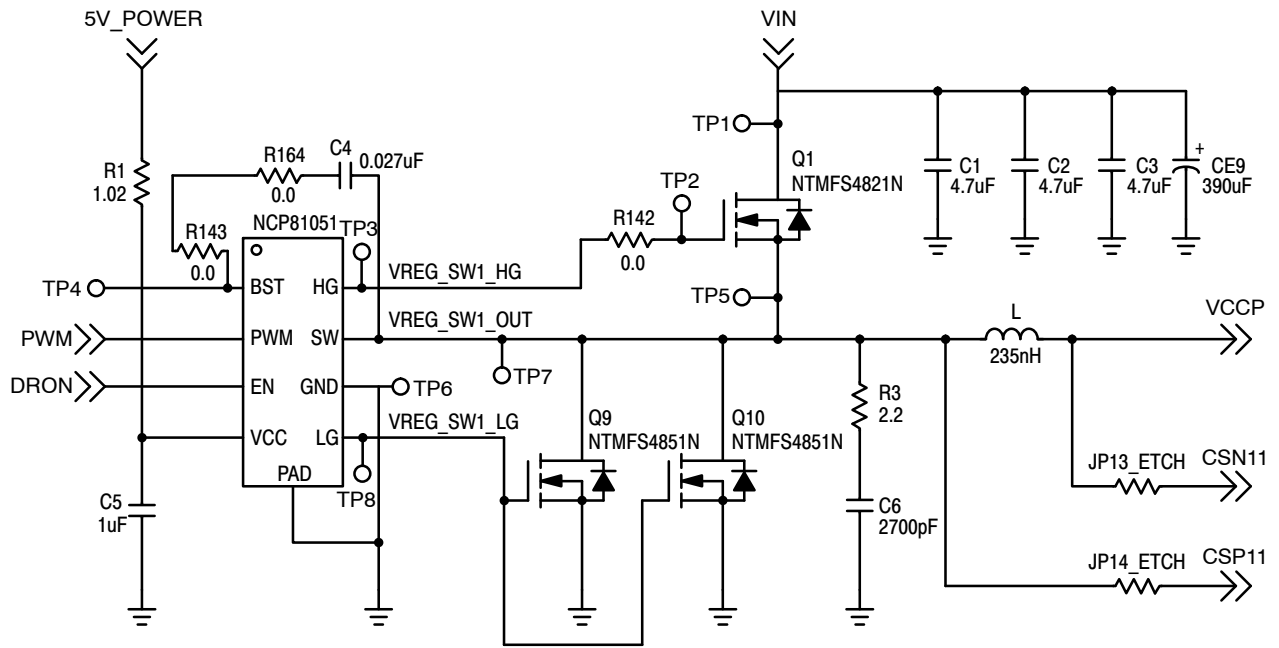 5V_POWER
VIN
TP1
R1
1.02
R164
0.0
C4
0.027uF
Q1
NTMFS4821N
C1
4.7uF
C2
4.7uF
C3
4.7uF
+
CE9
390uF
TP2
R143
0.0
NCP81051
TP3
R142
0.0
TP4
BST
HG
VREG_SW1_HG
TP5
PWM
PWM
SW
VREG_SW1_OUT
L
235nH
VCCP
DRON
EN
GND
TP6
TP7
R3
2.2
VCC
LG
VREG_SW1_LG
Q9
NTMFS4851N
Q10
NTMFS4851N
PAD
TP8
C5
1uF
C6
2700pF
JP13_ETCH
CSN11
JP14_ETCH
CSP11